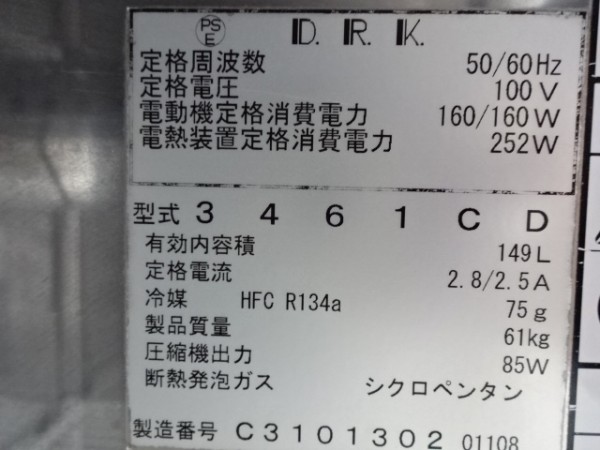 PS
E
D. R. K.
定格周波数 50/60Hz
定格電圧 100V
電動機定格消費電力 160/160W
電熱装置定格消費電力 252W
型式 3461CD
有効内容積 149L
定格電流 2.8/2.5A
冷媒 HFC R134a 75g
製品質量 61kg
圧縮機出力 85W
断熱発泡ガス シクロペンタン
製造番号 C3101302 01108